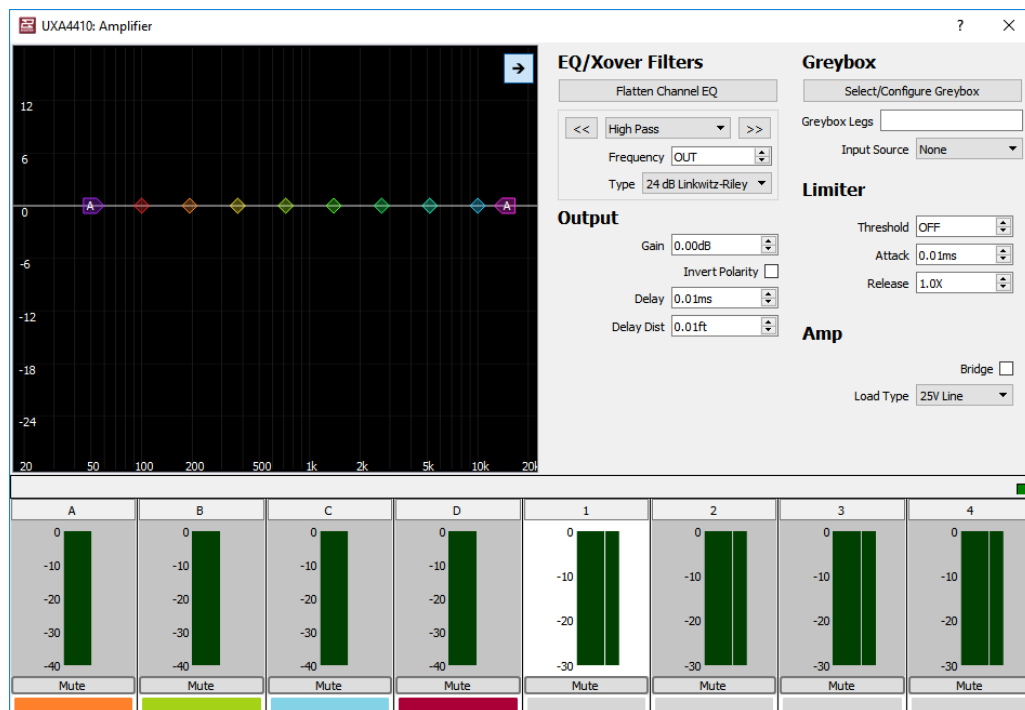 UXA4410: Amplifier
?
12
6
0
-6
-12
-18
-24
A
A
20 50 100 200 500 1k 2k 5k 10k 20k
EQ/Xover Filters
Flatten Channel EQ
<< High Pass >>
Frequency OUT
Type 24 dB Linkwitz-Riley
Output
Gain 0.00dB
Invert Polarity
Delay 0.01ms
Delay Dist 0.01ft
Greybox
Select/Configure Greybox
Greybox Legs
Input Source None
Limiter
Threshold OFF
Attack 0.01ms
Release 1.0X
Amp
Bridge
Load Type 25V Line
A B C D 1 2 3 4
0 0 0 0 0 0 0 0
-10 -10 -10 -10 -10 -10 -10 -10
-20 -20 -20 -20 -20 -20 -20 -20
-30 -30 -30 -30 -30 -30 -30 -30
-40 -40 -40 -40
Mute Mute Mute Mute Mute Mute Mute Mute